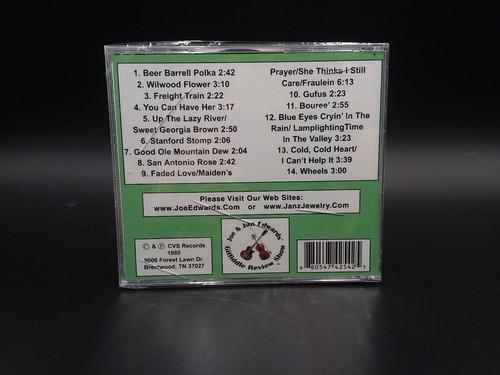 1. Beer Barrell Polka 2:42
2. Wilwood Flower 3:10
3. Freight Train 2:22
4. You Can Have Her 3:17
5. Up The Lazy River/
Sweet Georgia Brown 2:50
6. Stanford Stomp 2:06
7. Good Ole Mountain Dew 2:04
8. San Antonio Rose 2:42
9. Faded Love/Maiden's
Prayer/She Thinks I Still
Care/Fraulein 6:13
10. Gufus 2:23
11. Bouree' 2:55
12. Blue Eyes Cryin' In The
Rain/ LamplightingTime
In The Valley 3:23
13. Cold, Cold Heart/
I Can't Help It 3:39
14. Wheels 3:00
Please Visit Our Web Sites:
www.JoeEdwards.Com or www.JanzJewelry.Com
© & ℗ CVS Records
1980
9006 Forest Lawn Dr.
Brentwood, TN 37027
Joe & Jan Edwards'
Giffiddle Review Show
8 80547 42542 5